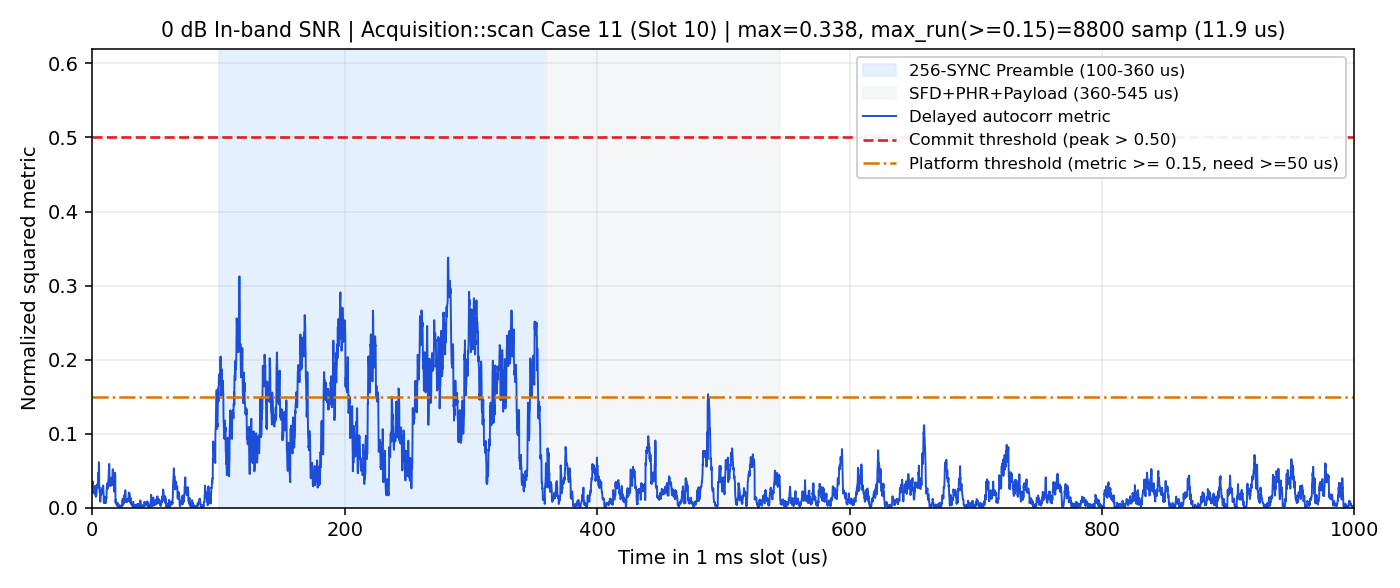 0 dB In-band SNR | Acquisition::scan Case 11 (Slot 10) | max=0.338, max_run(>=0.15)=8800 samp (11.9 us)
256-SYNC Preamble (100-360 us)
SFD+PHR+Payload (360-545 us)
Delayed autocorr metric
Commit threshold (peak > 0.50)
Platform threshold (metric >= 0.15, need >=50 us)
Normalized squared metric
0.6
0.5
0.4
0.3
0.2
0.1
0.0
0 200 400 600 800 1000
Time in 1 ms slot (us)